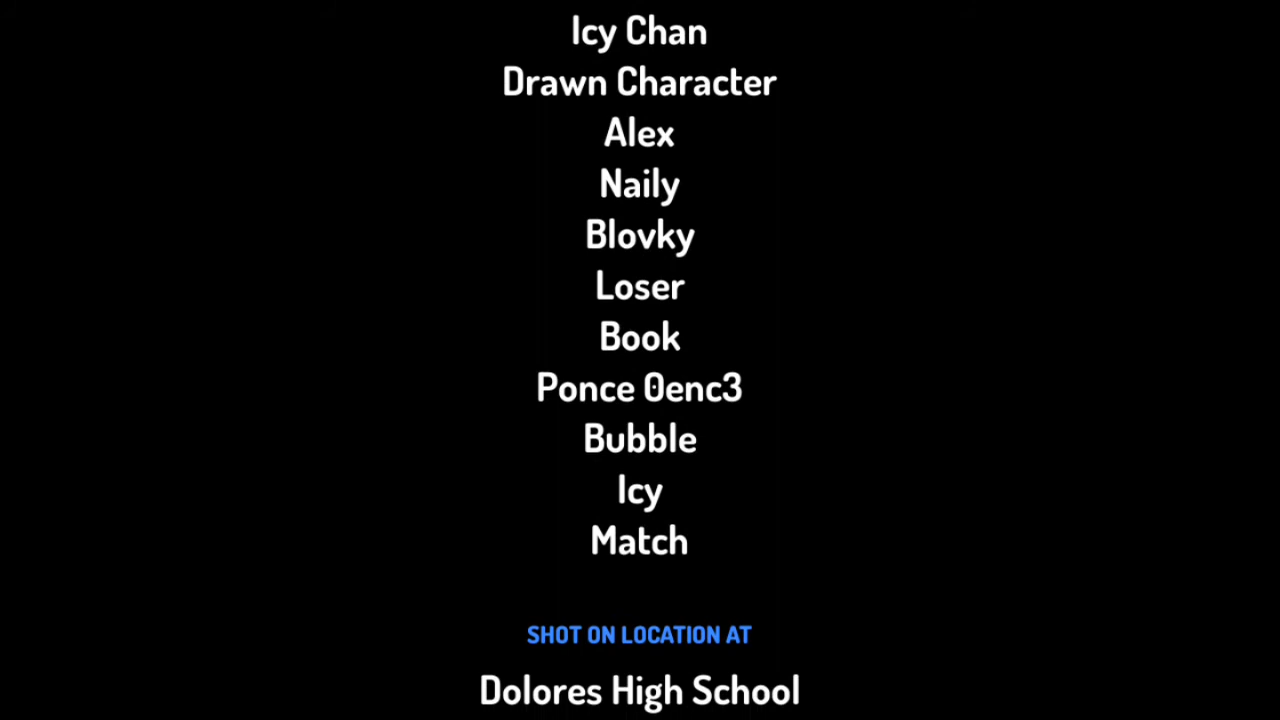 Icy Chan
Drawn Character
Alex
Naily
Blovky
Loser
Book
Ponce 0enc3
Bubble
Icy
Match
SHOT ON LOCATION AT
Dolores High School